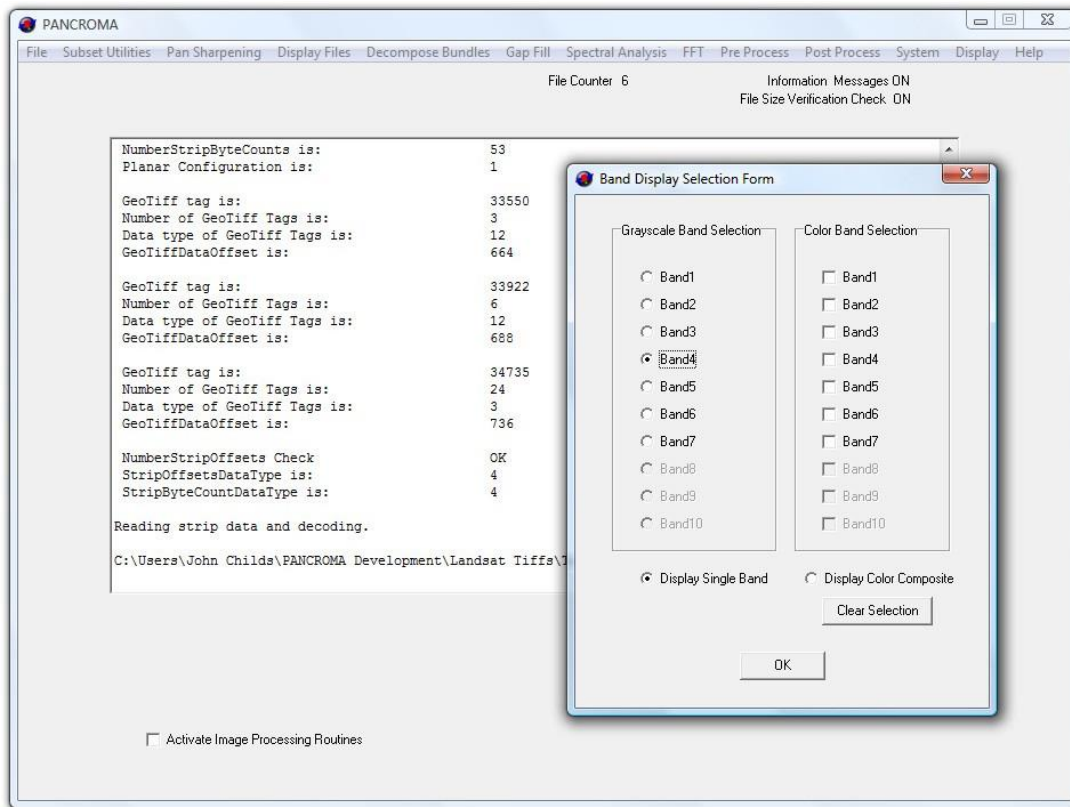 PANCROMA
File Subset Utilities Pan Sharpening Display Files Decompose Bundles Gap Fill Spectral Analysis FFT Pre Process Post Process System Display Help
File Counter 6 Information Messages ON
File Size Verification Check ON
NumberStripByteCounts is: 53
Planar Configuration is: 1
GeoTiff tag is: 33550
Number of GeoTiff Tags is: 3
Data type of GeoTiff Tags is: 12
GeoTiffDataOffset is: 664
GeoTiff tag is: 33922
Number of GeoTiff Tags is: 6
Data type of GeoTiff Tags is: 12
GeoTiffDataOffset is: 688
GeoTiff tag is: 34735
Number of GeoTiff Tags is: 24
Data type of GeoTiff Tags is: 3
GeoTiffDataOffset is: 736
NumberStripOffsets Check OK
StripOffsetsDataType is: 4
StripByteCountDataType is: 4
Reading strip data and decoding.
C:\Users\John Childs\PANCROMA Development\Landsat Tiffs\
Band Display Selection Form
Grayscale Band Selection Color Band Selection
Band1 Band1
Band2 Band2
Band3 Band3
Band4 Band4
Band5 Band5
Band6 Band6
Band7 Band7
Band8 Band8
Band9 Band9
Band10 Band10
Display Single Band Display Color Composite
Clear Selection
OK
Activate Image Processing Routines